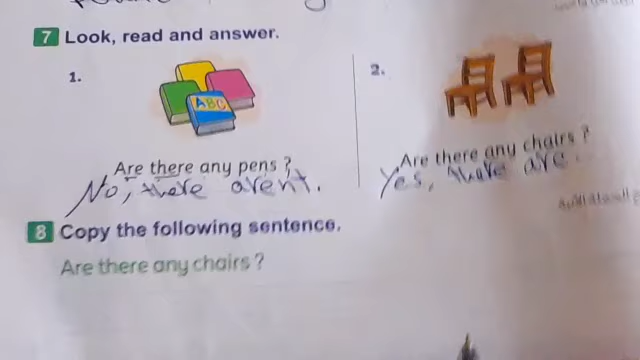 7 Look, read and answer.
1.
2.
ABC
Are there any pens?
No, there arent.
Are there any chairs?
Yes, there are.
8 Copy the following sentence.
Are there any chairs?